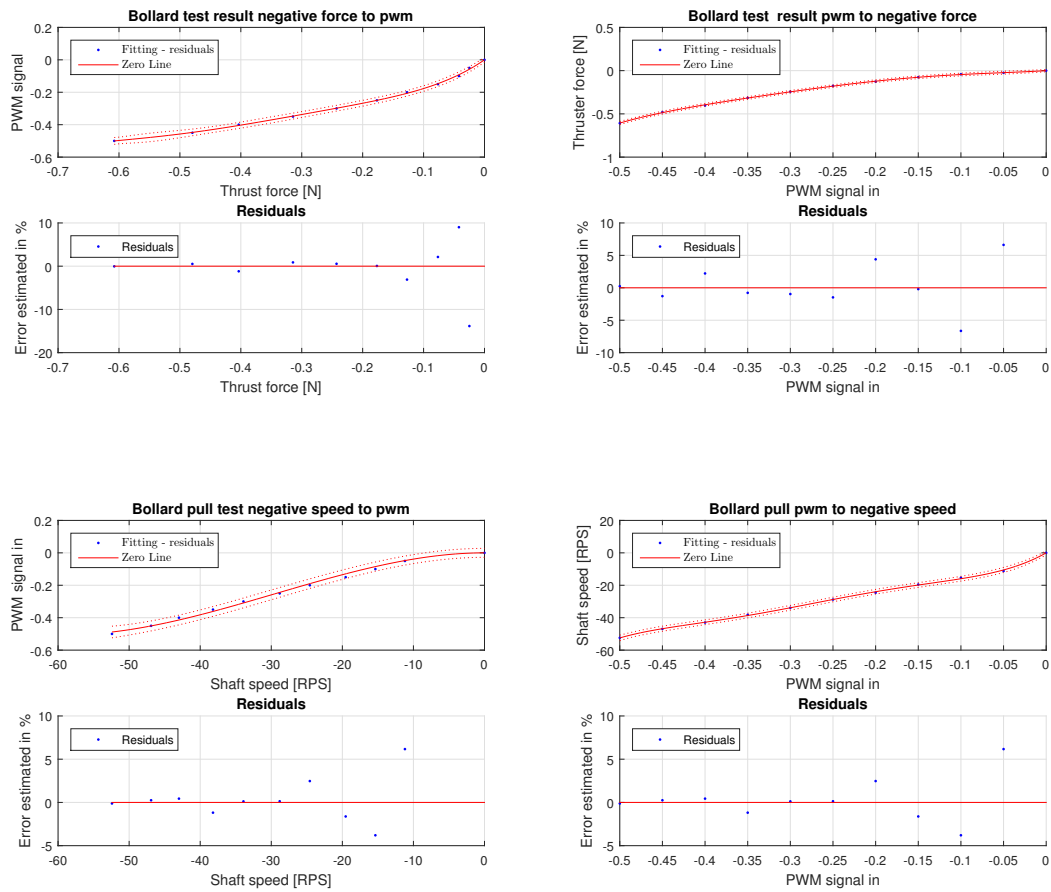 Bollard test result negative force to pwm
0.2
0
-0.2
-0.4
-0.6
PWM signal
Fitting - residuals
Zero Line
-0.7 -0.6 -0.5 -0.4 -0.3 -0.2 -0.1 0
Thrust force [N]
Residuals
10
0
-10
-20
Error estimated in %
Residuals
-0.7 -0.6 -0.5 -0.4 -0.3 -0.2 -0.1 0
Thrust force [N]
Bollard test  result pwm to negative force
0.5
0
-0.5
-1
Thruster force [N]
Fitting - residuals
Zero Line
-0.5 -0.45 -0.4 -0.35 -0.3 -0.25 -0.2 -0.15 -0.1 -0.05 0
PWM signal in
Residuals
10
5
0
-5
-10
Error estimated in %
Residuals
-0.5 -0.45 -0.4 -0.35 -0.3 -0.25 -0.2 -0.15 -0.1 -0.05 0
PWM signal in
Bollard pull test negative speed to pwm
0.2
0
-0.2
-0.4
-0.6
PWM signal in
Fitting - residuals
Zero Line
-60 -50 -40 -30 -20 -10 0
Shaft speed [RPS]
Residuals
10
5
0
-5
Error estimated in %
Residuals
-60 -50 -40 -30 -20 -10 0
Shaft speed [RPS]
Bollard pull pwm to negative speed
20
0
-20
-40
-60
Shaft speed [RPS]
Fitting - residuals
Zero Line
-0.5 -0.45 -0.4 -0.35 -0.3 -0.25 -0.2 -0.15 -0.1 -0.05 0
PWM signal in
Residuals
10
5
0
-5
Error estimated in %
Residuals
-0.5 -0.45 -0.4 -0.35 -0.3 -0.25 -0.2 -0.15 -0.1 -0.05 0
PWM signal in